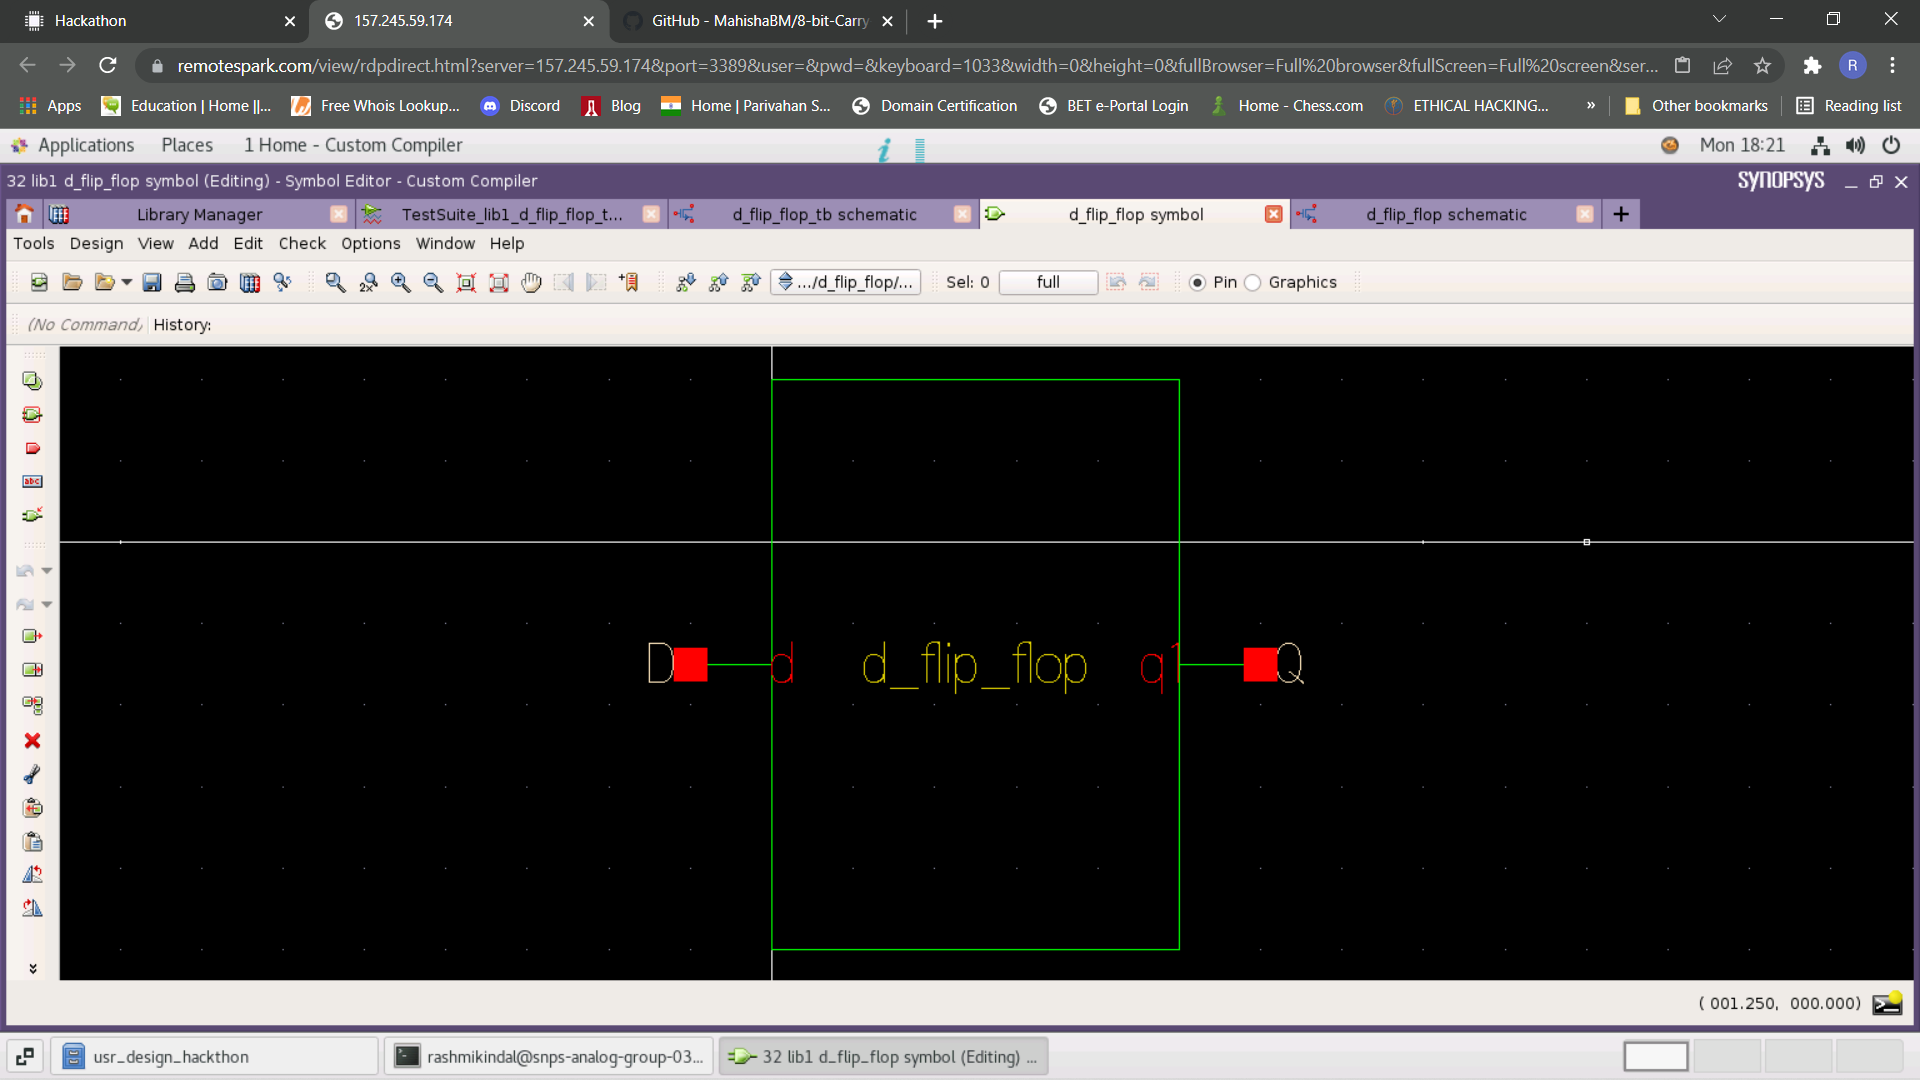 Hackathon
157.245.59.174
GitHub - MahishaBM/8-bit-Carry
remotespark.com/view/rdpdirect.html?server=157.245.59.174&port=3389&user=&pwd=&keyboard=1033&width=0&height=0&fullBrowser=Full%20browser&fullScreen=Full%20screen&ser...
R
Apps
Education | Home ||...
Free Whois Lookup...
Discord
Blog
Home | Parivahan S...
Domain Certification
BET e-Portal Login
Home - Chess.com
ETHICAL HACKING...
»
Other bookmarks
Reading list
Applications Places 1 Home - Custom Compiler
i
Mon 18:21
32 lib1 d_flip_flop symbol (Editing) - Symbol Editor - Custom Compiler
SYNOPSYS
Library Manager
TestSuite_lib1_d_flip_flop_t...
d_flip_flop_tb schematic
d_flip_flop symbol
d_flip_flop schematic
Tools Design View Add Edit Check Options Window Help
.../d_flip_flop/...
Sel: 0
full
Pin
Graphics
(No Command) History:
abc
D d d_flip_flop q1 Q
( 001.250, 000.000)
usr_design_hackthon
rashmikindal@snps-analog-group-03...
32 lib1 d_flip_flop symbol (Editing) ...